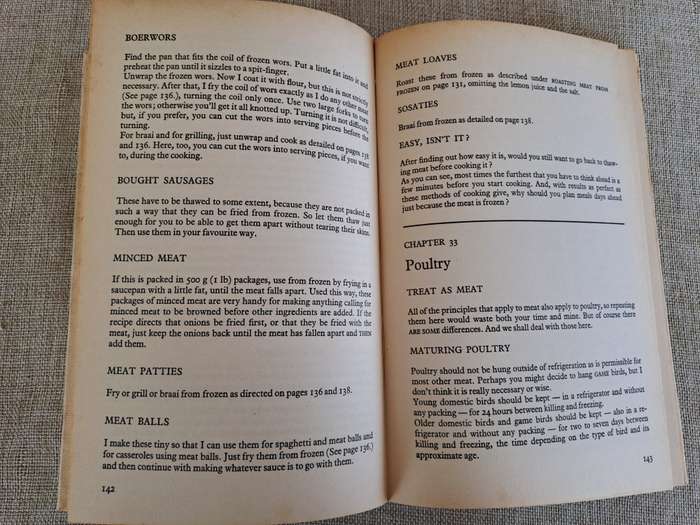 BOERWORS
Find the pan that fits the coil of frozen wors. Put a little fat into it and
preheat the pan until it sizzles to a spit-finger.
Unwrap the frozen wors. Now I coat it with flour, but this is not strictly
necessary. After that, I fry the coil of wors exactly as I do any other meat
(See page 136.), turning the coil only once. Use two large forks to turn
the wors; otherwise you'll get it all knotted up. Turning it is not difficult,
but, if you prefer, you can cut the wors into serving pieces before the
turning.
For braai and for grilling, just unwrap and cook as detailed on pages 138
and 136. Here, too, you can cut the wors into serving pieces, if you want
to, during the cooking.
BOUGHT SAUSAGES
These have to be thawed to some extent, because they are not packed in
such a way that they can be fried from frozen. So let them thaw just
enough for you to be able to get them apart without tearing their skins.
Then use them in your favourite way.
MINCED MEAT
If this is packed in 500 g (1 lb) packages, use from frozen by frying in a
saucepan with a little fat, until the meat falls apart. Used this way, these
packages of minced meat are very handy for making anything calling for
minced meat to be browned before other ingredients are added. If the
recipe directs that onions be fried first, or that they be fried with the
meat, just keep the onions back until the meat has fallen apart and THEN
add them.
MEAT PATTIES
Fry or grill or braai from frozen as directed on pages 136 and 138.
MEAT BALLS
I make these tiny so that I can use them for spaghetti and meat balls and
for casseroles using meat balls. Just fry them from frozen (See page 136.)
and then continue with making whatever sauce is to go with them.
142
MEAT LOAVES
Roast these from frozen as described under ROASTING MEAT FROM
FROZEN on page 131, omitting the lemon juice and the salt.
SOSATIES
Braai from frozen as detailed on page 138.
EASY, ISN'T IT?
After finding out how easy it is, would you still want to go back to thaw-
ing meat before cooking it?
As you can see, most times the furthest that you have to think ahead is a
few minutes before you start cooking. And, with results as perfect as
these methods of cooking give, why should you plan meals days ahead
just because the meat is frozen?
CHAPTER 33
Poultry
TREAT AS MEAT
All of the principles that apply to meat also apply to poultry, so repeating
them here would waste both your time and mine. But of course there
ARE SOME differences. And we shall deal with those here.
MATURING POULTRY
Poultry should not be hung outside of refrigeration as is permissible for
most other meat. Perhaps you might decide to hang GAME birds, but I
don't think it is really necessary or wise.
Young domestic birds should be kept — in a refrigerator and without
any packing — for 24 hours between killing and freezing.
Older domestic birds and game birds should be kept — also in a re-
frigerator and without any packing — for two to seven days between
killing and freezing, the time depending on the type of bird and its
approximate age.
143